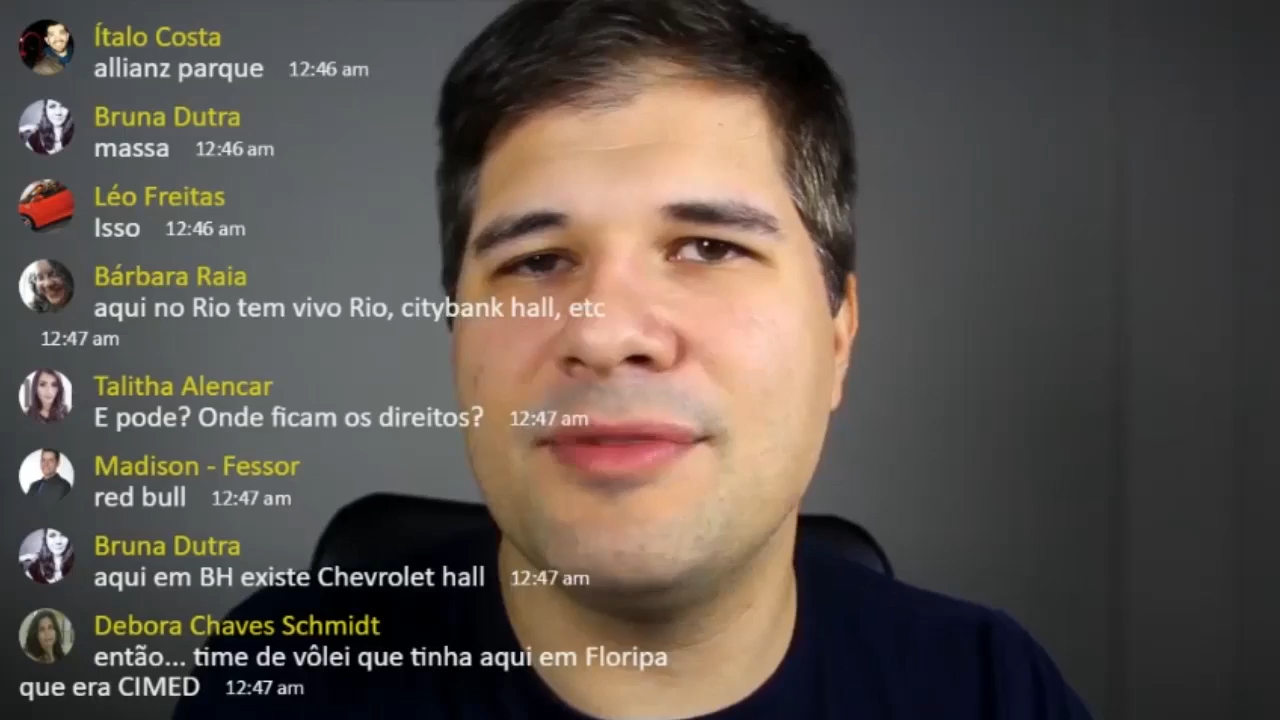 Ítalo Costa
allianz parque 12:46 am
Bruna Dutra
massa 12:46 am
Léo Freitas
Isso 12:46 am
Bárbara Raia
aqui no Rio tem vivo Rio, citybank hall, etc
12:47 am
Talitha Alencar
E pode? Onde ficam os direitos? 12:47 am
Madison - Fessor
red bull 12:47 am
Bruna Dutra
aqui em BH existe Chevrolet hall 12:47 am
Debora Chaves Schmidt
então... time de vôlei que tinha aqui em Floripa
que era CIMED 12:47 am